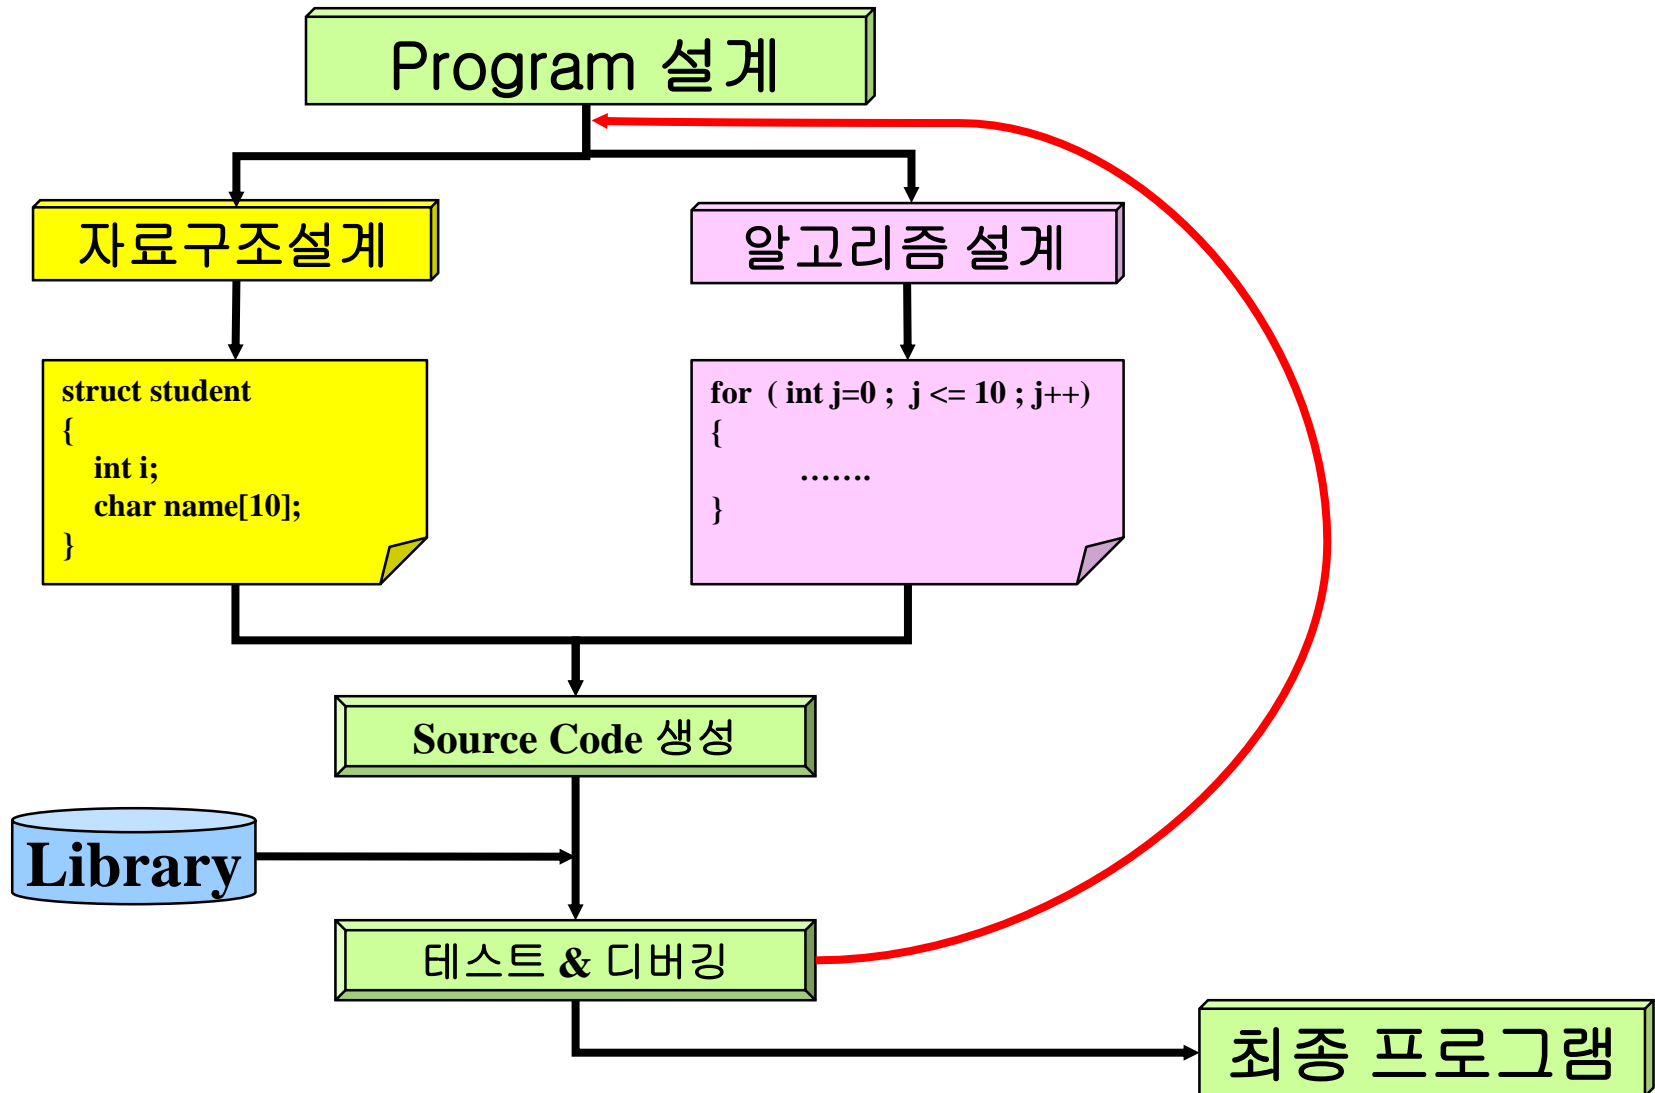 Program 설계
자료구조설계
알고리즘 설계
struct student
{
int i;
char name[10];
}
for ( int j=0 ; j <= 10 ; j++)
{
.......
}
Source Code 생성
Library
테스트 & 디버깅
최종 프로그램